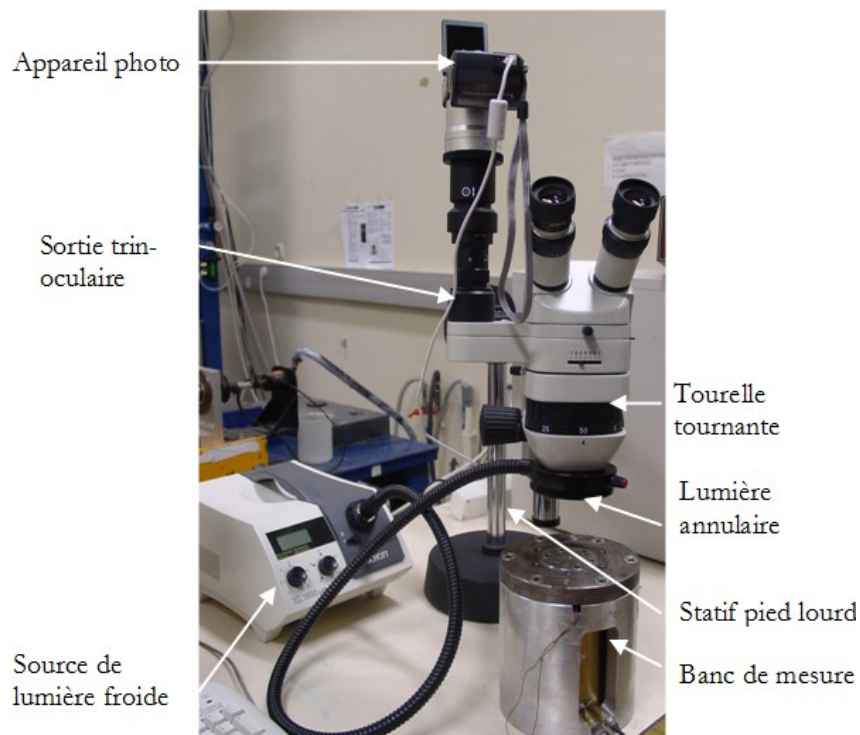 Appareil photo
Sortie trin-
oculaire
Tourelle
tournante
25
50
Lumière
annulaire
Statif pied lourd
Source de
lumière froide
Banc de mesure